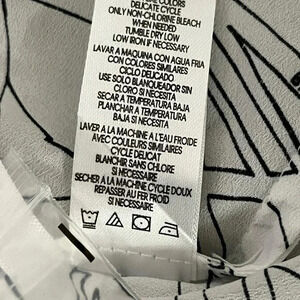 COLORS
DELICATE CYCLE
ONLY NON-CHLORINE BLEACH
WHEN NEEDED
TUMBLE DRY LOW
LOW IRON IF NECESSARY
LAVAR A MAQUINA CON AGUA FRIA
CON COLORES SIMILARES
CICLO DELICADO
USE SOLO BLANQUEADOR SIN
CLORO SI NECESITA
SECAR A TEMPERATURA BAJA
PLANCHAR A TEMPERATURA
BAJA SI NECESITA
LAVER A LA MACHINE A L'EAU FROIDE
AVEC COULEURS SIMILAIRES
CYCLE DELICAT
BLANCHIR SANS CHLORE
SI NECESSAIRE
SECHER A LA MACHINE CYCLE DOUX
REPASSER AU FER FROID
SI NECESSAIRE